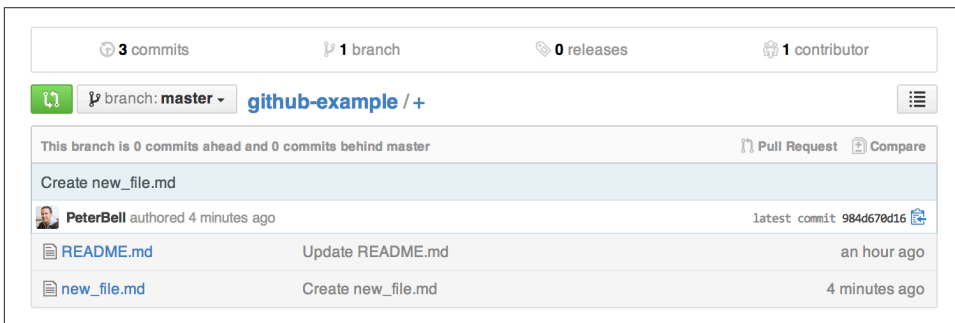 3 commits 1 branch 0 releases 1 contributor
branch: master github-example / +
This branch is 0 commits ahead and 0 commits behind master Pull Request Compare
Create new_file.md
PeterBell authored 4 minutes ago latest commit 984d670d16
README.md Update README.md an hour ago
new_file.md Create new_file.md 4 minutes ago